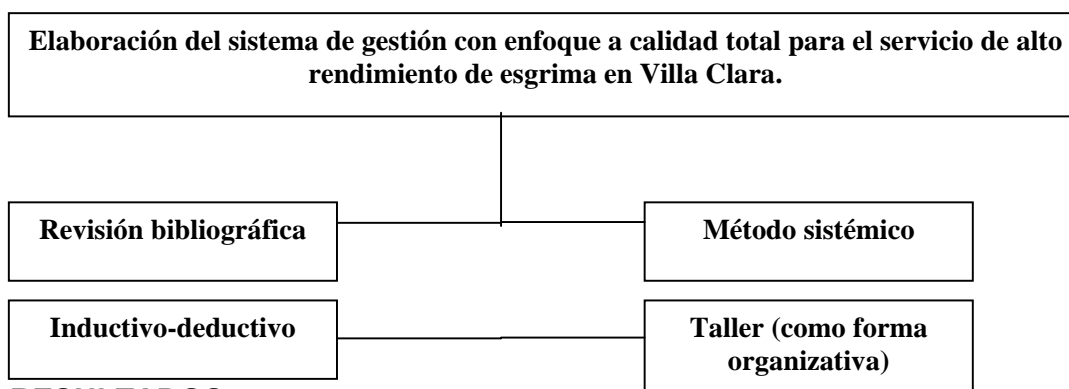 Elaboración del sistema de gestión con enfoque a calidad total para el servicio de alto
rendimiento de esgrima en Villa Clara.
Revisión bibliográfica
Método sistémico
Inductivo-deductivo
Taller (como forma
organizativa)